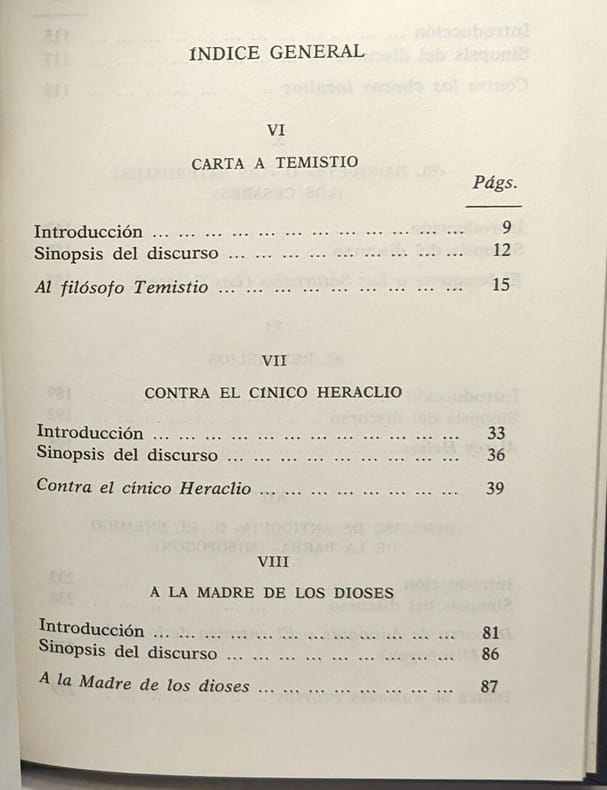 ÍNDICE GENERAL
VI
CARTA A TEMISTIO
Págs.
Introducción ... ... ... ... ... ... ... ... ... ... ... ... 9
Sinopsis del discurso ... ... ... ... ... ... ... ... ... 12
Al filósofo Temistio ... ... ... ... ... ... ... ... ... 15
VII
CONTRA EL CÍNICO HERACLIO
Introducción ... ... ... ... ... ... ... ... ... ... ... ... 33
Sinopsis del discurso ... ... ... ... ... ... ... ... ... 36
Contra el cínico Heraclio ... ... ... ... ... ... ... ... 39
VIII
A LA MADRE DE LOS DIOSES
Introducción ... ... ... ... ... ... ... ... ... ... ... ... 81
Sinopsis del discurso ... ... ... ... ... ... ... ... ... 86
A la Madre de los dioses ... ... ... ... ... ... ... ... 87